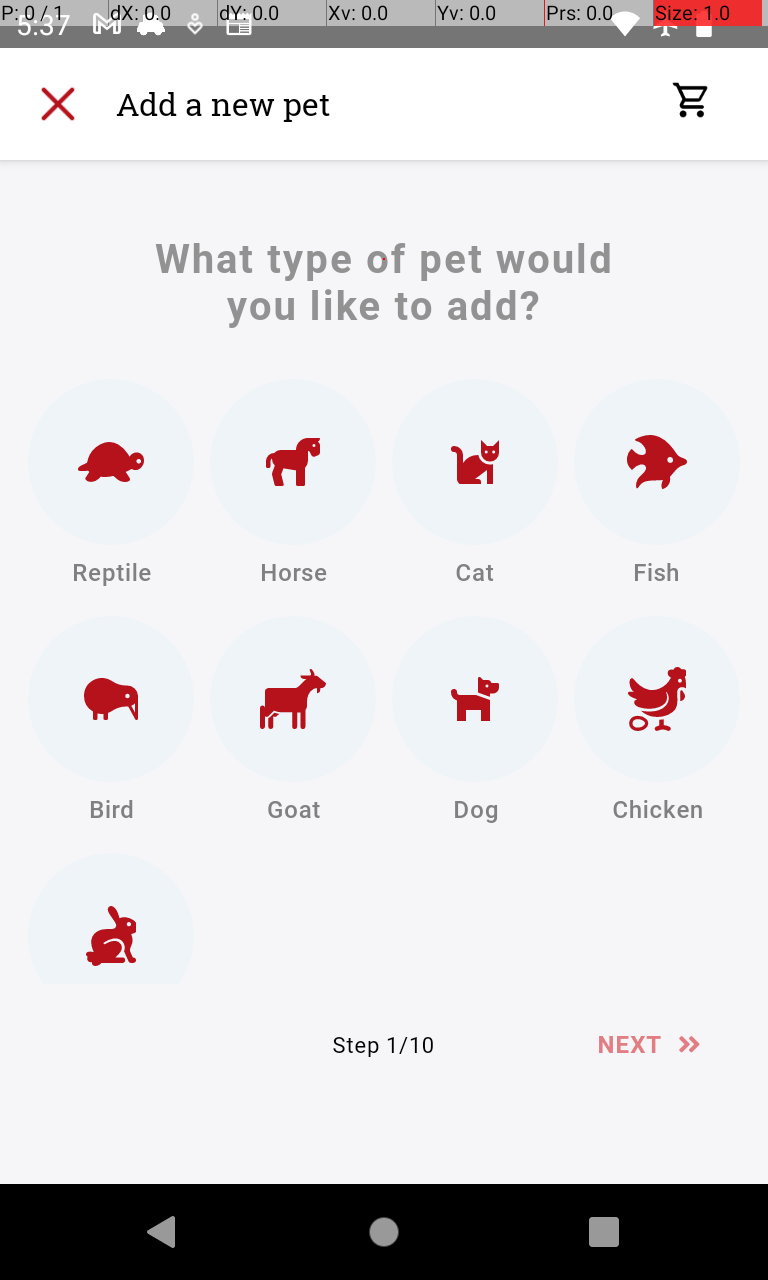 P: 0 / 1 dX: 0.0 dY: 0.0 Xv: 0.0 Yv: 0.0 Prs: 0.0 Size: 1.0
5:37
Add a new pet
What type of pet would
you like to add?
Reptile Horse Cat Fish
Bird Goat Dog Chicken
Step 1/10 NEXT